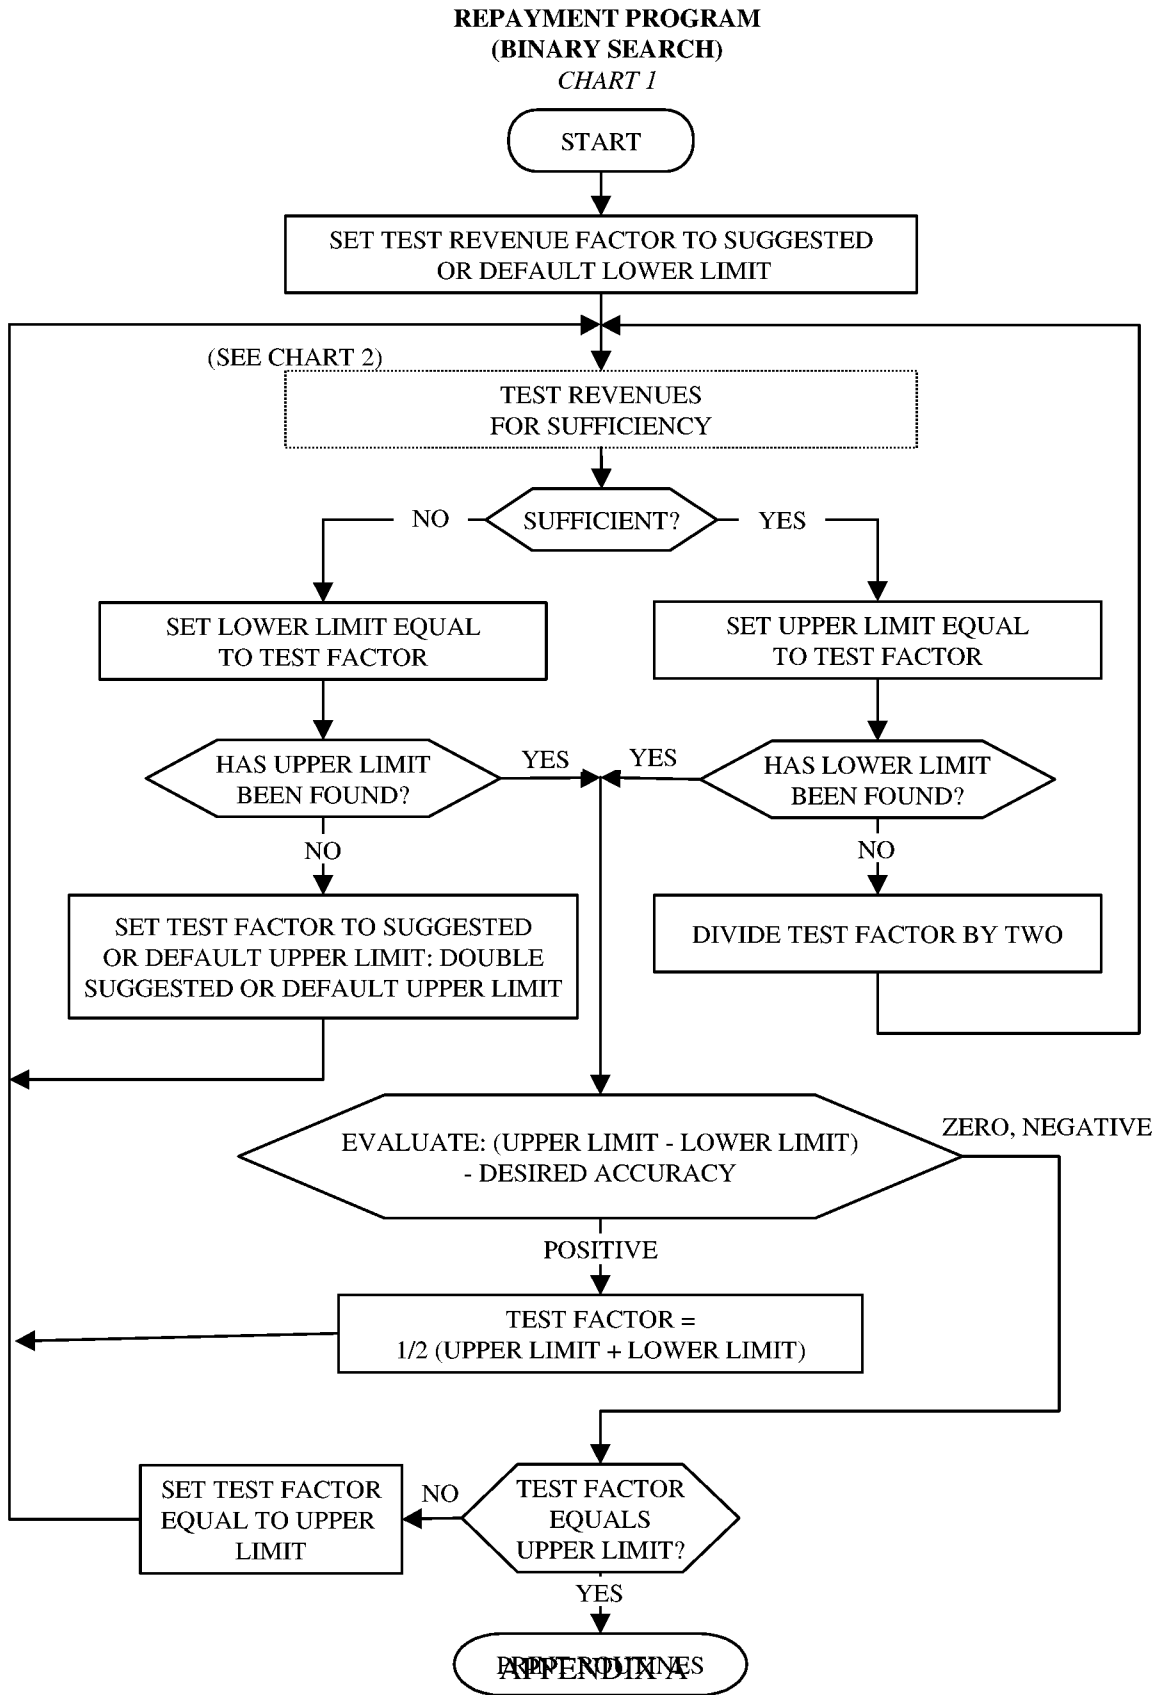 REPAYMENT PROGRAM
(BINARY SEARCH)
CHART 1
START
SET TEST REVENUE FACTOR TO SUGGESTED
OR DEFAULT LOWER LIMIT
(SEE CHART 2)
TEST REVENUES
FOR SUFFICIENCY
NO
SUFFICIENT?
YES
SET LOWER LIMIT EQUAL
TO TEST FACTOR
SET UPPER LIMIT EQUAL
TO TEST FACTOR
HAS UPPER LIMIT
BEEN FOUND?
YES
YES
HAS LOWER LIMIT
BEEN FOUND?
NO
NO
SET TEST FACTOR TO SUGGESTED
OR DEFAULT UPPER LIMIT: DOUBLE
SUGGESTED OR DEFAULT UPPER LIMIT
DIVIDE TEST FACTOR BY TWO
EVALUATE: (UPPER LIMIT - LOWER LIMIT)
- DESIRED ACCURACY
ZERO, NEGATIVE
POSITIVE
TEST FACTOR =
1/2 (UPPER LIMIT + LOWER LIMIT)
SET TEST FACTOR
EQUAL TO UPPER
LIMIT
NO
TEST FACTOR
EQUALS
UPPER LIMIT?
YES
PRINT ROUTINES
APPENDIX A